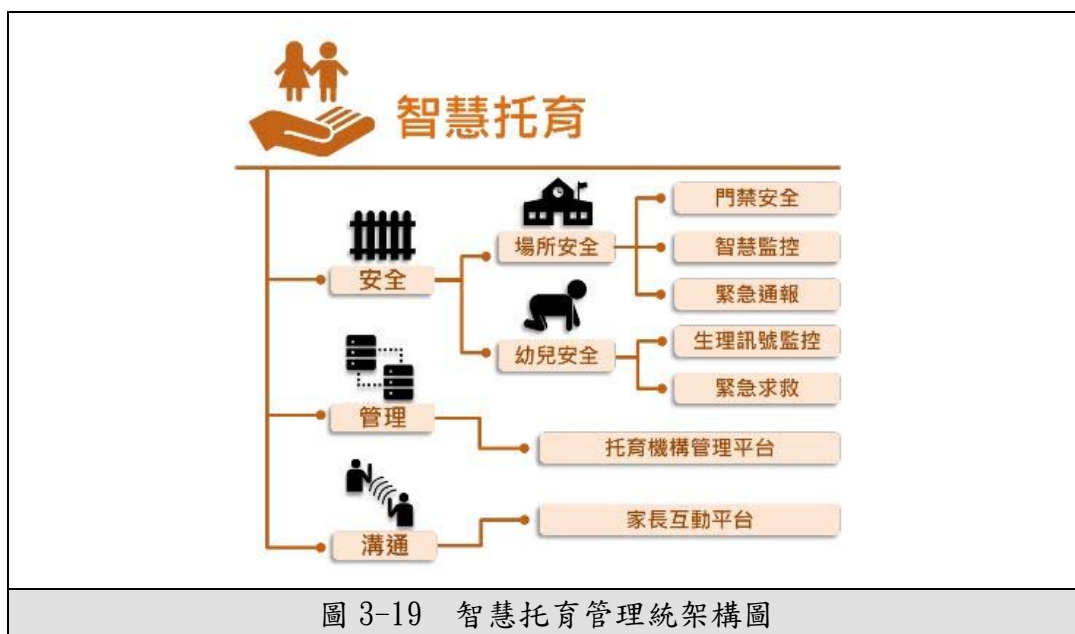 智慧托育
安全
場所安全
門禁安全
智慧監控
緊急通報
幼兒安全
生理訊號監控
緊急求救
管理
托育機構管理平台
溝通
家長互動平台
圖 3-19 智慧托育管理統架構圖